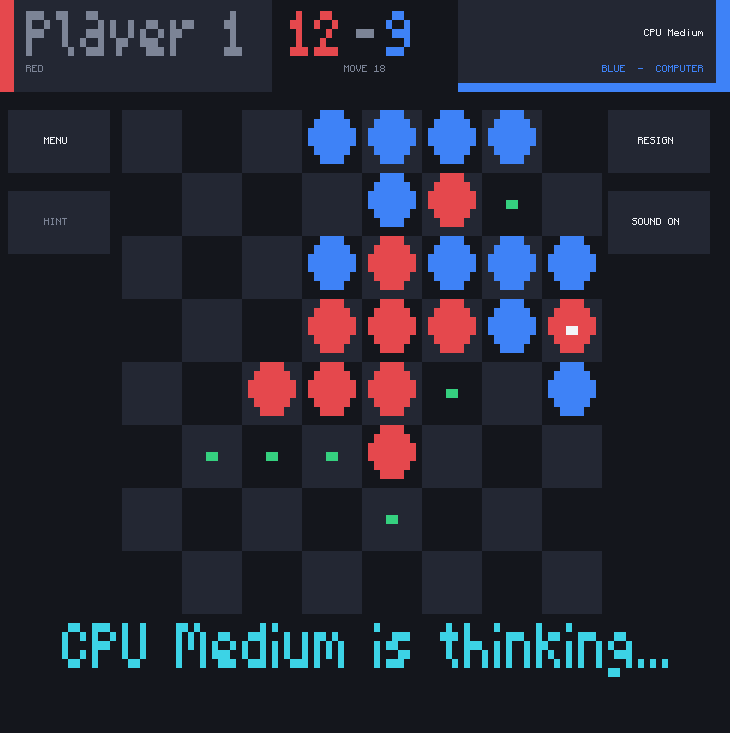 Player 1
RED
12-9
MOVE 18
CPU Medium
BLUE - COMPUTER
MENU
RESIGN
HINT
SOUND ON
CPU Medium is thinking...